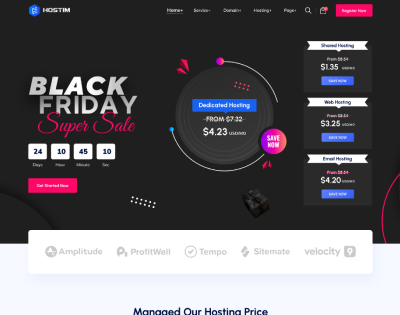 HOSTIM
Home+ Service+ Domain+ Hosting+ Page+
Register Now
BLACK
FRIDAY
Super Sale
24 10 45 10
Days Hour Minute Sec
Get Started Now
Dedicated Hosting
FROM $7.32
$4.23 USD/MO
SAVE
NOW
Shared Hosting
From $8.34
$1.35 USD/MO
SAVE NOW
Web Hosting
From $8.34
$3.25 USD/MO
SAVE NOW
Email Hosting
From $8.34
$4.20 USD/MO
SAVE NOW
Amplitude ProfitWell Tempo Sitemate velocity
Managed Our Hosting Price